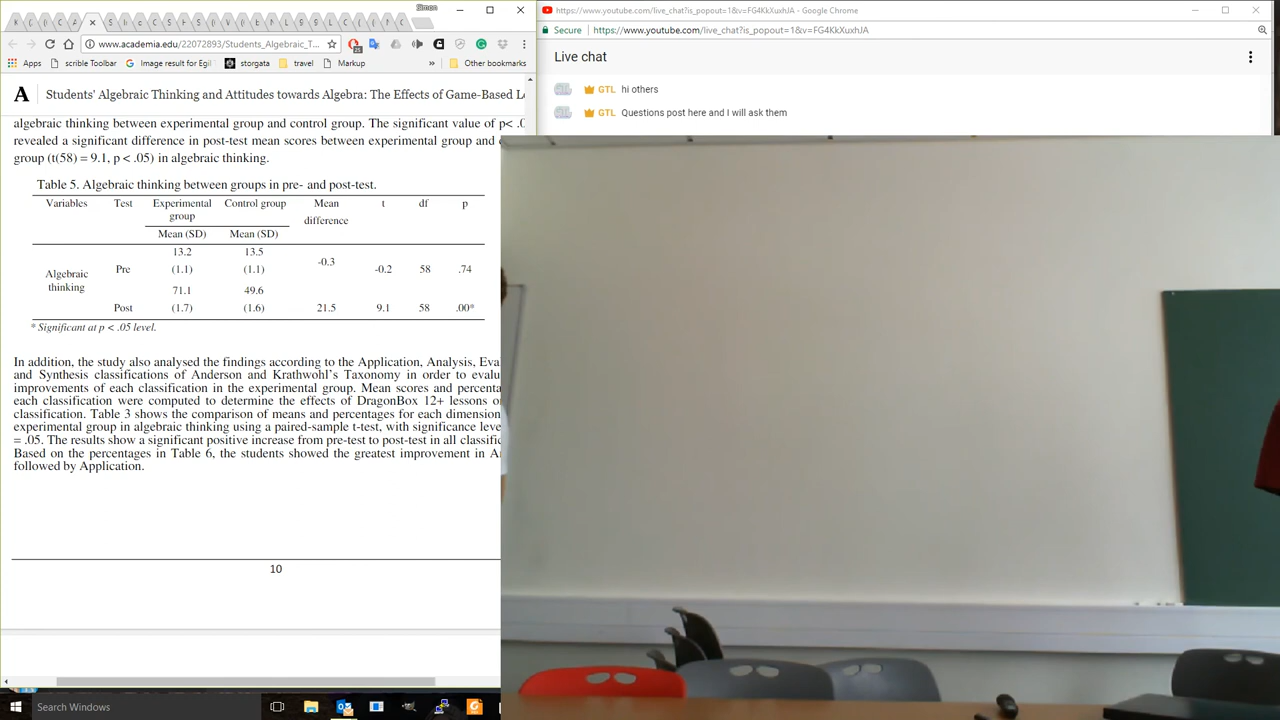 Simon
www.academia.edu/22072893/Students_Algebraic_T...
Apps scrible Toolbar Image result for Egil storgata travel Markup » Other bookmarks
A Students' Algebraic Thinking and Attitudes towards Algebra: The Effects of Game-Based Le
algebraic thinking between experimental group and control group. The significant value of p< .0
revealed a significant difference in post-test mean scores between experimental group and c
group (t(58) = 9.1, p < .05) in algebraic thinking.
Table 5. Algebraic thinking between groups in pre- and post-test.
Variables Test Experimental group Control group Mean difference t df p
Mean (SD) Mean (SD)
Algebraic thinking
Pre 13.2 (1.1) 13.5 (1.1) -0.3 -0.2 58 .74
Post 71.1 (1.7) 49.6 (1.6) 21.5 9.1 58 .00*
* Significant at p < .05 level.
In addition, the study also analysed the findings according to the Application, Analysis, Eva
and Synthesis classifications of Anderson and Krathwohl's Taxonomy in order to evalu
improvements of each classification in the experimental group. Mean scores and percenta
each classification were computed to determine the effects of DragonBox 12+ lessons o
classification. Table 3 shows the comparison of means and percentages for each dimension
experimental group in algebraic thinking using a paired-sample t-test, with significance leve
= .05. The results show a significant positive increase from pre-test to post-test in all classific
Based on the percentages in Table 6, the students showed the greatest improvement in An
followed by Application.
10
Search Windows
https://www.youtube.com/live_chat?is_popout=1&v=FG4KkXuxhJA - Google Chrome
Secure https://www.youtube.com/live_chat?is_popout=1&v=FG4KkXuxhJA
Live chat
GTL hi others
GTL Questions post here and I will ask them